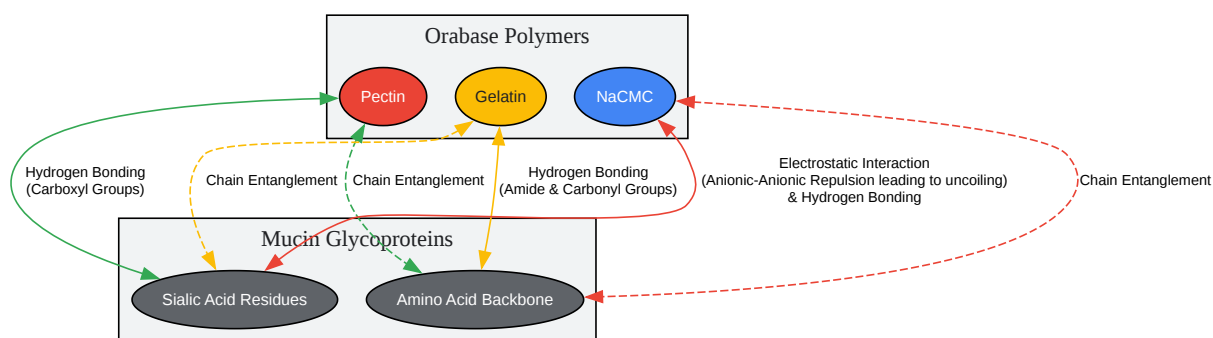 Orabase Polymers
Pectin
Gelatin
NaCMC
Hydrogen Bonding
(Carboxyl Groups)
Chain Entanglement
Chain Entanglement
Hydrogen Bonding
(Amide & Carbonyl Groups)
Electrostatic Interaction
(Anionic-Anionic Repulsion leading to uncoiling)
& Hydrogen Bonding
Chain Entanglement
Mucin Glycoproteins
Sialic Acid Residues
Amino Acid Backbone